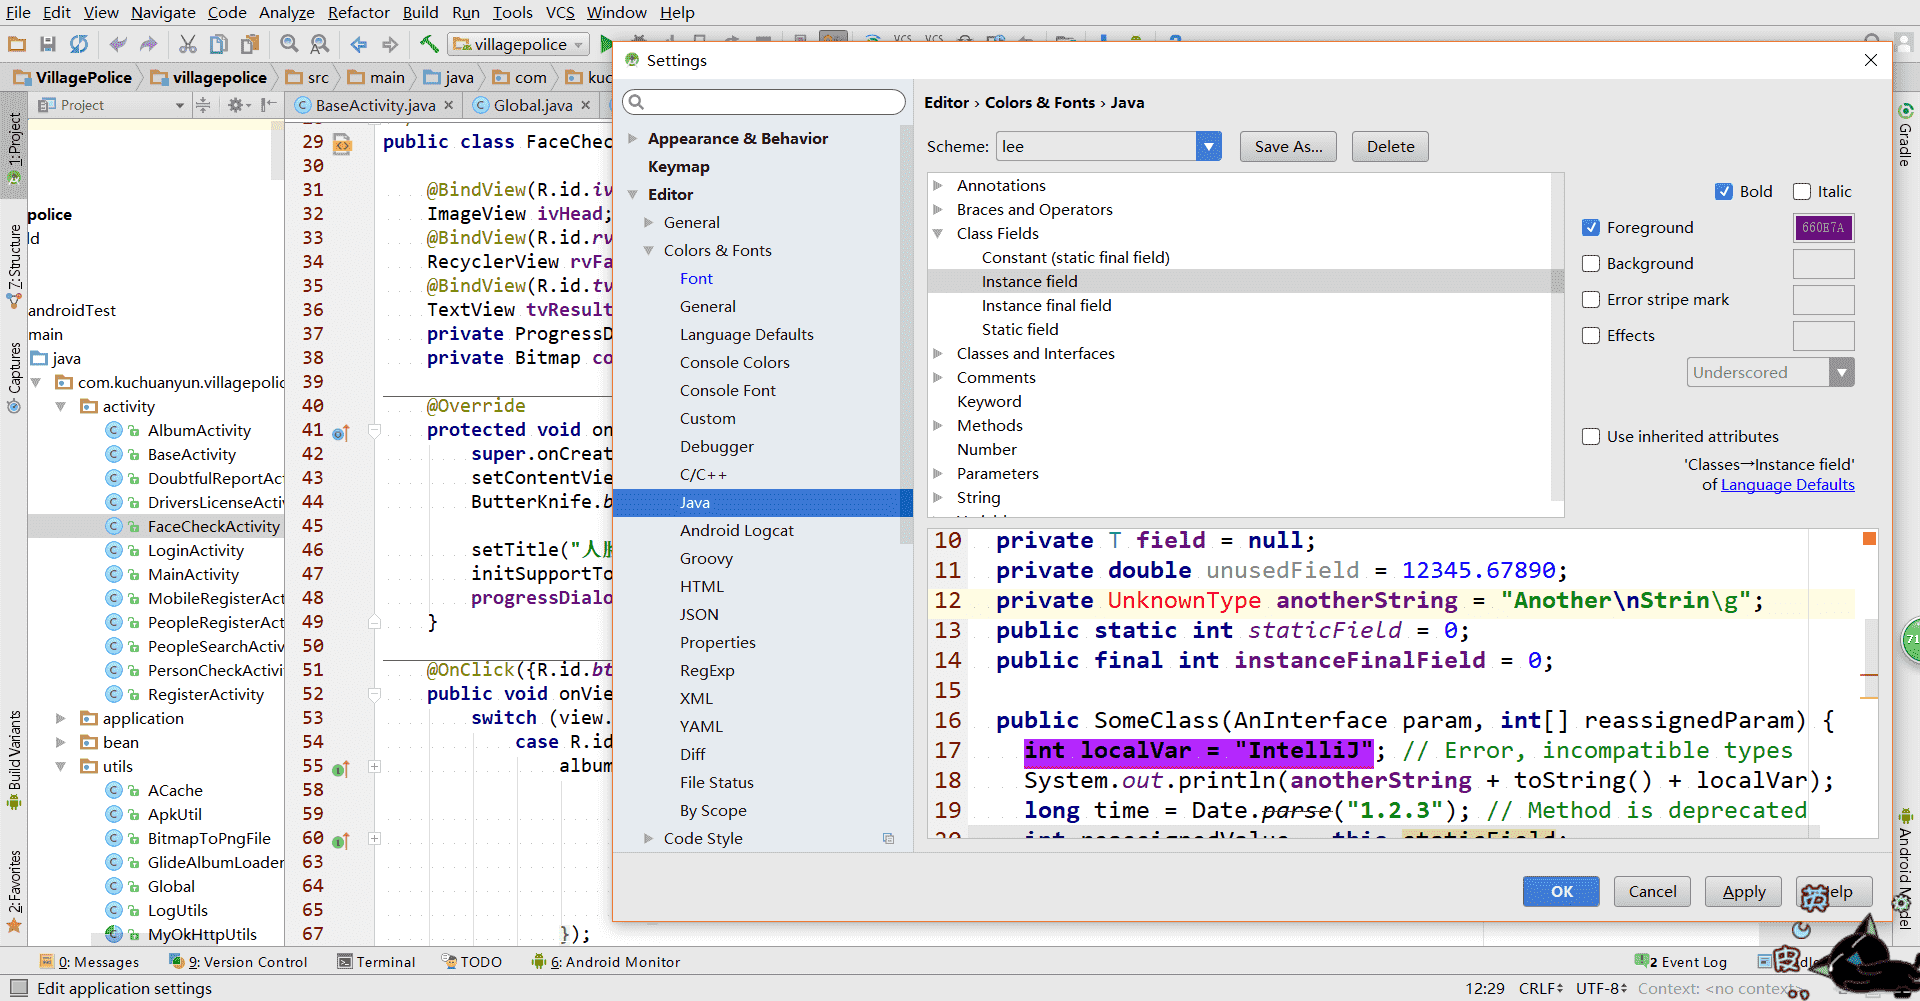 File Edit View Navigate Code Analyze Refactor Build Run Tools VCS Window Help
villagepolice
VillagePolice villagepolice src main java com
Project
BaseActivity.java Global.java
1: Project
7: Structure
Captures
Build Variants
2: Favorites
police
androidTest
main
java
com.kuchuanyun.villagepolic
activity
AlbumActivity
BaseActivity
DoubtfulReportAct
DriversLicenseActiv
FaceCheckActivity
LoginActivity
MainActivity
MobileRegisterAct
PeopleRegisterAct
PeopleSearchActiv
PersonCheckActivi
RegisterActivity
application
bean
utils
ACache
ApkUtil
BitmapToPngFile
GlideAlbumLoader
Global
LogUtils
MyOkHttpUtils
29 public class FaceChec
30
31 @BindView(R.id.iv
32 ImageView ivHead;
33 @BindView(R.id.rv
34 RecyclerView rvFa
35 @BindView(R.id.tv
36 TextView tvResult
37 private ProgressD
38 private Bitmap co
39
40 @Override
41 protected void on
42 super.onCreat
43 setContentVie
44 ButterKnife.b
45
46 setTitle("人脸
47 initSupportTo
48 progressDialo
49 }
50
51 @OnClick({R.id.bt
52 public void onVie
53 switch (view.
54 case R.id
55 album
58
59
60
63
64
65
67 });
Settings
Appearance & Behavior
Keymap
Editor
General
Colors & Fonts
Font
General
Language Defaults
Console Colors
Console Font
Custom
Debugger
C/C++
Java
Android Logcat
Groovy
HTML
JSON
Properties
RegExp
XML
YAML
Diff
File Status
By Scope
Code Style
Editor › Colors & Fonts › Java
Scheme: lee Save As... Delete
Annotations
Braces and Operators
Class Fields
Constant (static final field)
Instance field
Instance final field
Static field
Classes and Interfaces
Comments
Keyword
Methods
Number
Parameters
String
Bold Italic
Foreground 660E7A
Background
Error stripe mark
Effects
Underscored
Use inherited attributes
'Classes→Instance field'
of Language Defaults
10 private T field = null;
11 private double unusedField = 12345.67890;
12 private UnknownType anotherString = "Another\nStrin\g";
13 public static int staticField = 0;
14 public final int instanceFinalField = 0;
15
16 public SomeClass(AnInterface param, int[] reassignedParam) {
17 int localVar = "IntelliJ"; // Error, incompatible types
18 System.out.println(anotherString + toString() + localVar);
19 long time = Date.parse("1.2.3"); // Method is deprecated
OK Cancel Apply
Gradle
71
英
皮
0: Messages 9: Version Control Terminal TODO 6: Android Monitor 2 Event Log
Edit application settings 12:29 CRLF UTF-8 Context: <no context>